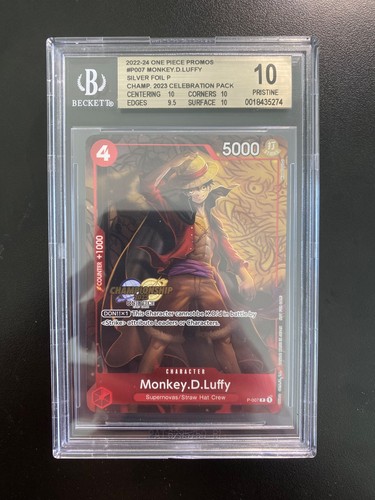 2022-24 ONE PIECE PROMOS
#P007 MONKEY.D.LUFFY
SILVER FOIL P
CHAMP. 2023 CELEBRATION PACK
CENTERING 10 CORNERS 10
EDGES 9.5 SURFACE 10
BECKETT
10
PRISTINE
0018435274
4
5000
COUNTER +1000
CHAMPIONSHIP
DON!!X1 This Character cannot be K.O.'d in battle by
<Strike> attribute Leaders or Characters.
CHARACTER
Monkey.D.Luffy
Supernovas/Straw Hat Crew
P-007